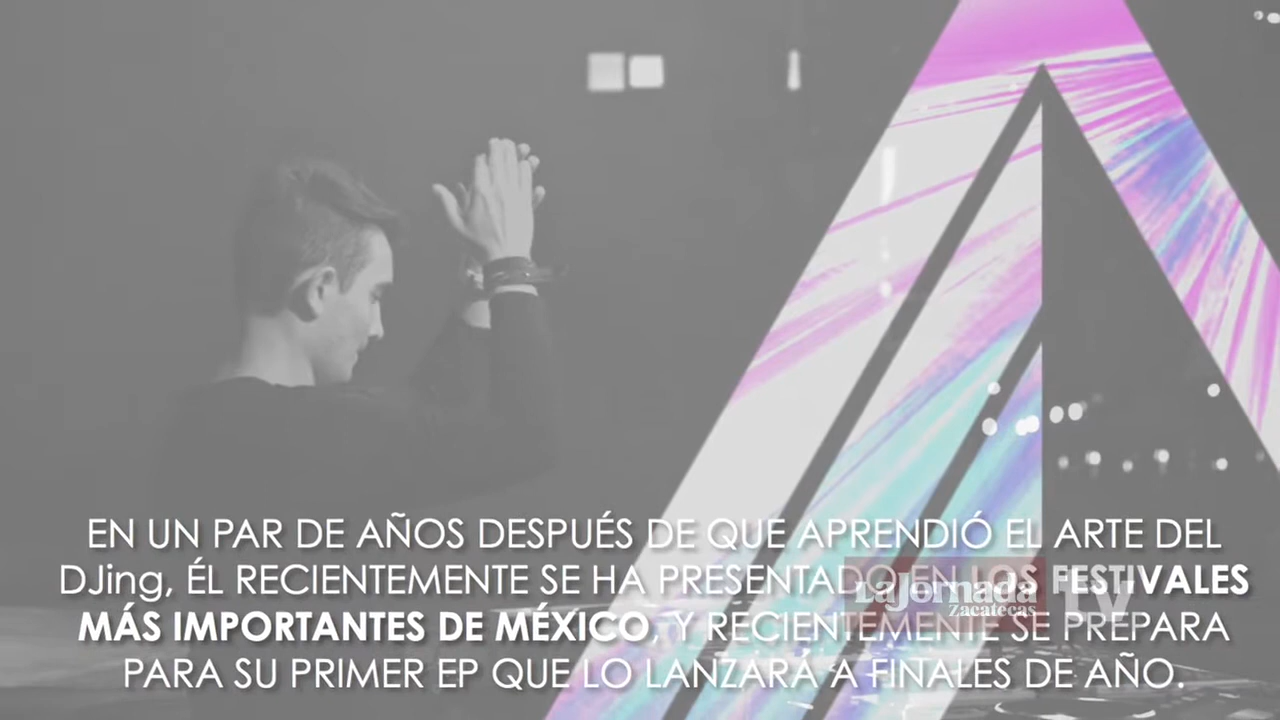 EN UN PAR DE AÑOS DESPUÉS DE QUE APRENDIÓ EL ARTE DEL
DJing, ÉL RECIENTEMENTE SE HA PRESENTADO EN LOS FESTIVALES
MÁS IMPORTANTES DE MÉXICO, Y RECIENTEMENTE SE PREPARA
PARA SU PRIMER EP QUE LO LANZARÁ A FINALES DE AÑO.
La Jornada TV
Zacatecas